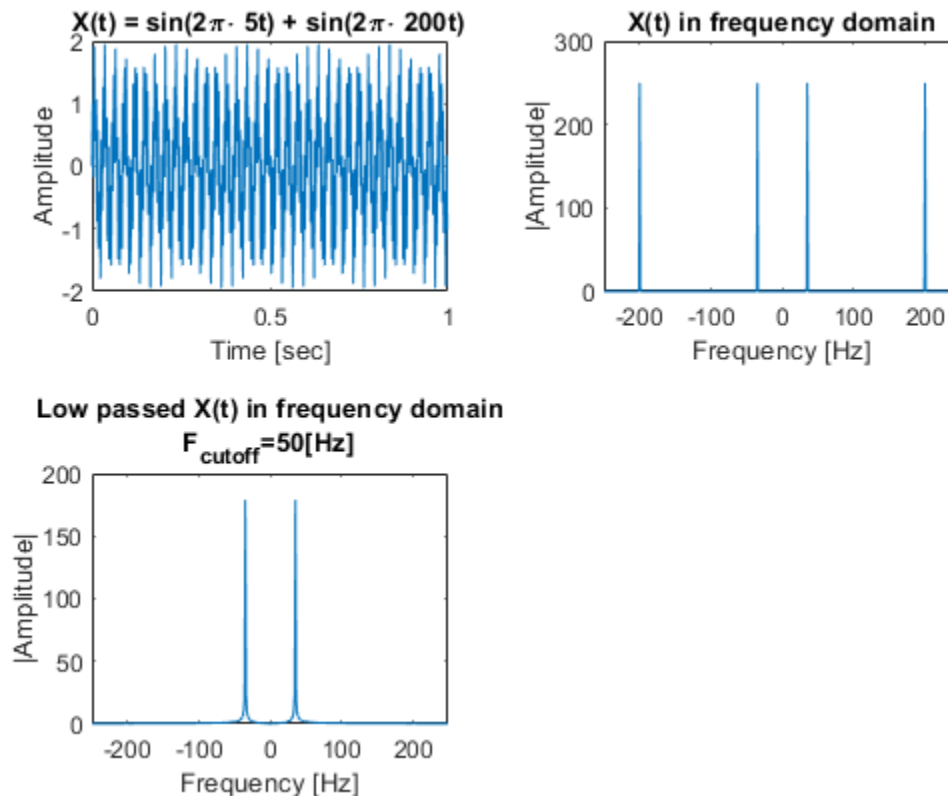 X(t) = sin(2π· 5t) + sin(2π· 200t)
2
1
0
-1
-2
Amplitude
0
0.5
1
Time [sec]
X(t) in frequency domain
300
200
100
0
|Amplitude|
-200
-100
0
100
200
Frequency [Hz]
Low passed X(t) in frequency domain
F_cutoff=50[Hz]
200
150
100
50
0
|Amplitude|
-200
-100
0
100
200
Frequency [Hz]